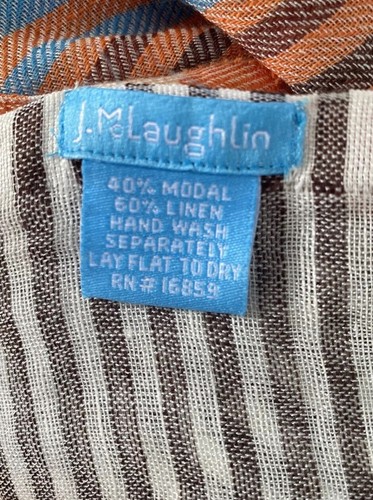 J.McLaughlin
40% MODAL
60% LINEN
HAND WASH
SEPARATELY
LAY FLAT TO DRY
RN# 16859